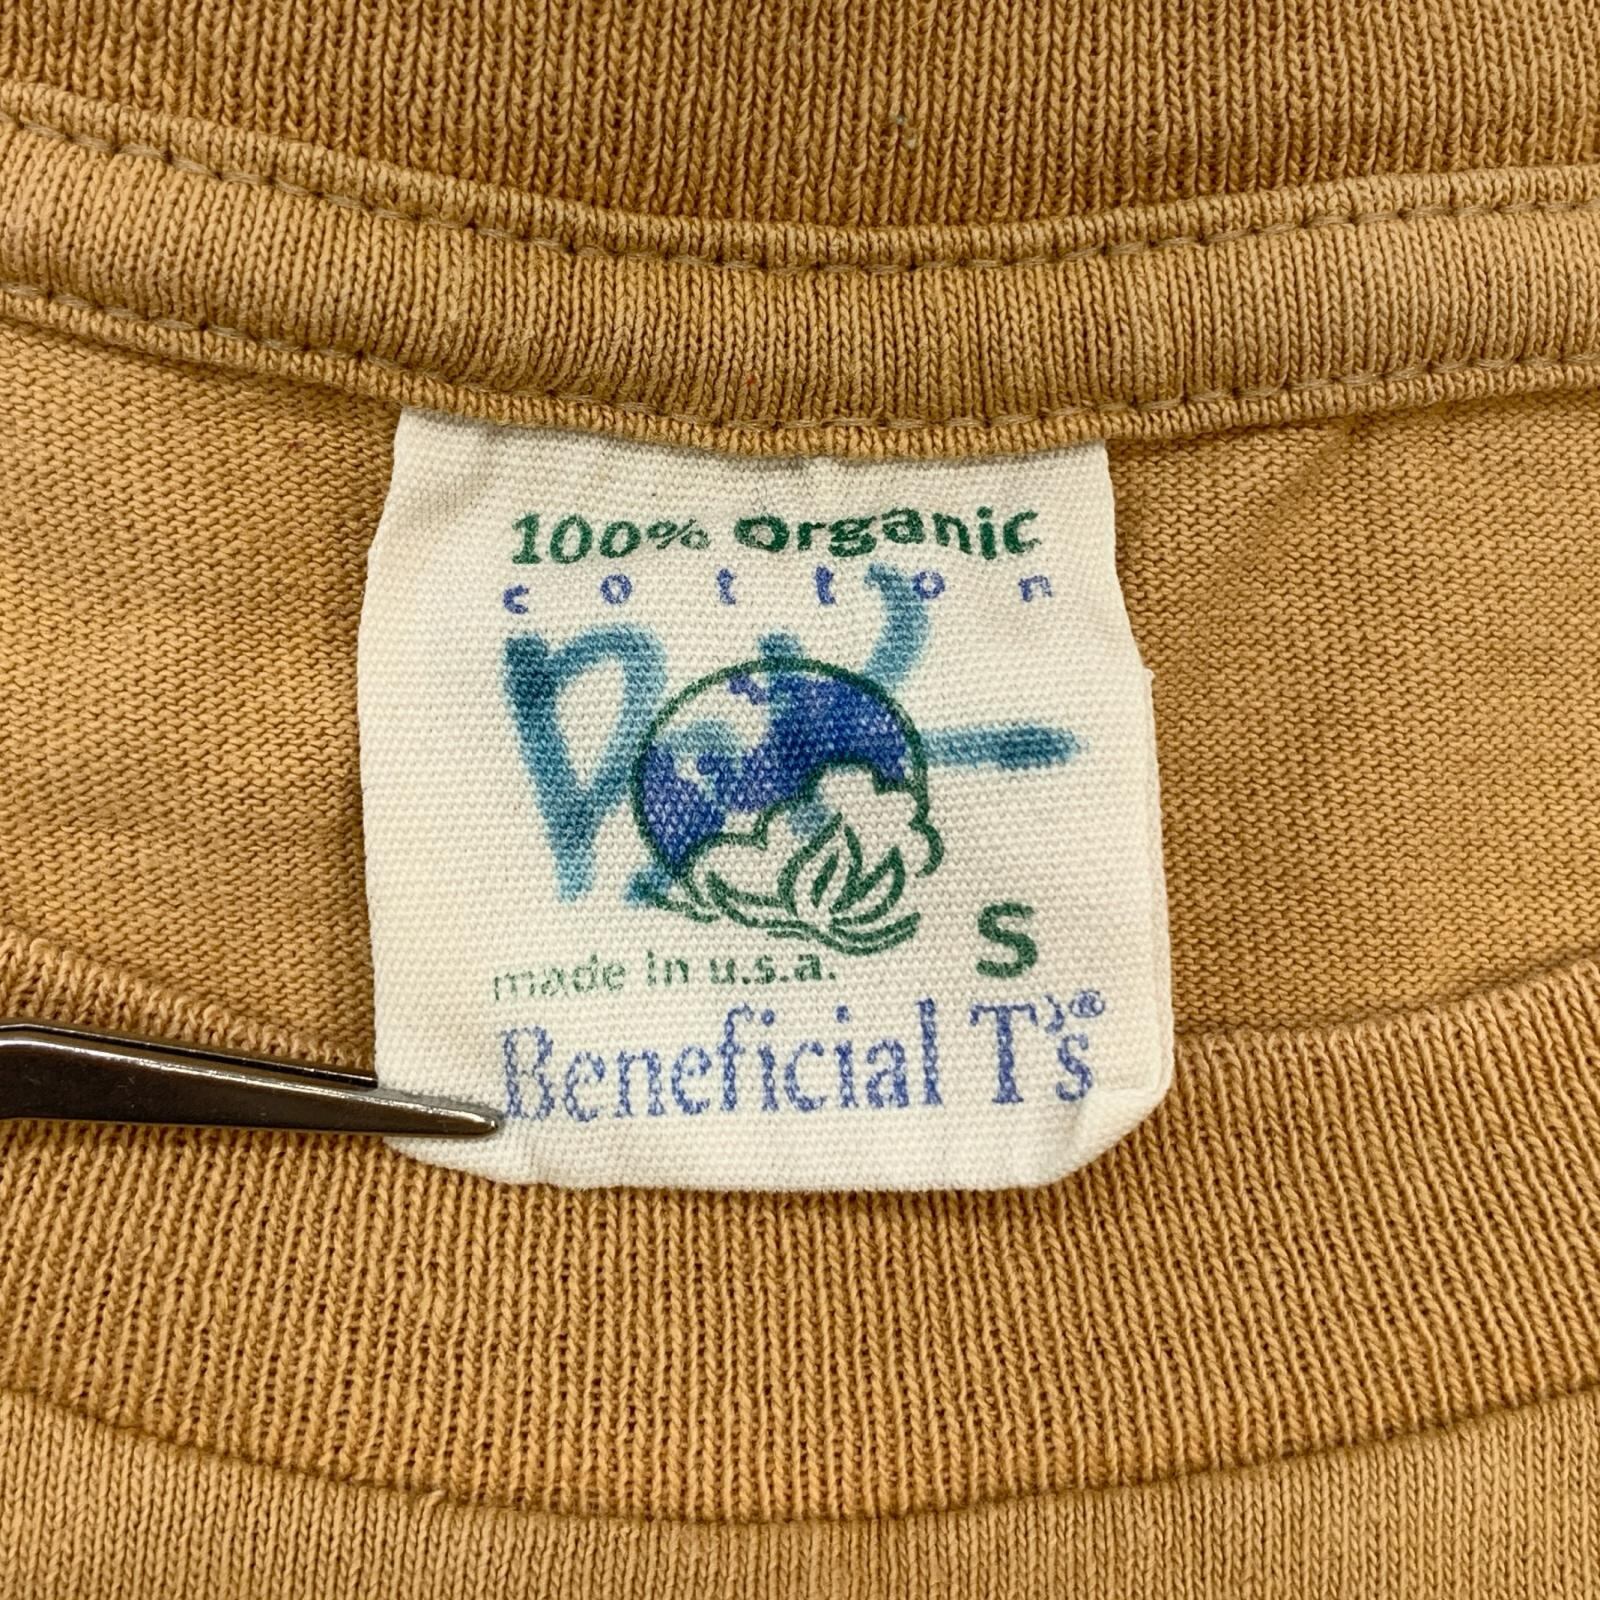 100% Organic
cotton
made in u.s.a.
S
Beneficial T's®